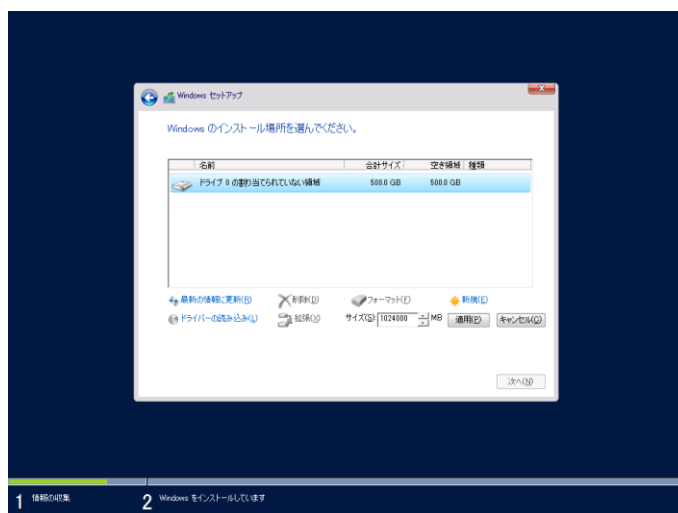 Windows セットアップ
Windows のインストール場所を選んでください。
名前 合計サイズ 空き領域 種類
ドライブ 0 の割り当てられていない領域 500.0 GB 500.0 GB
最新の情報に更新(R) 削除(D) フォーマット(F) 新規(E)
ドライバーの読み込み(L) 拡張(X) サイズ(S): 1024000 MB 適用(P) キャンセル(C)
次へ(N)
1 情報の収集 2 Windows をインストールしています